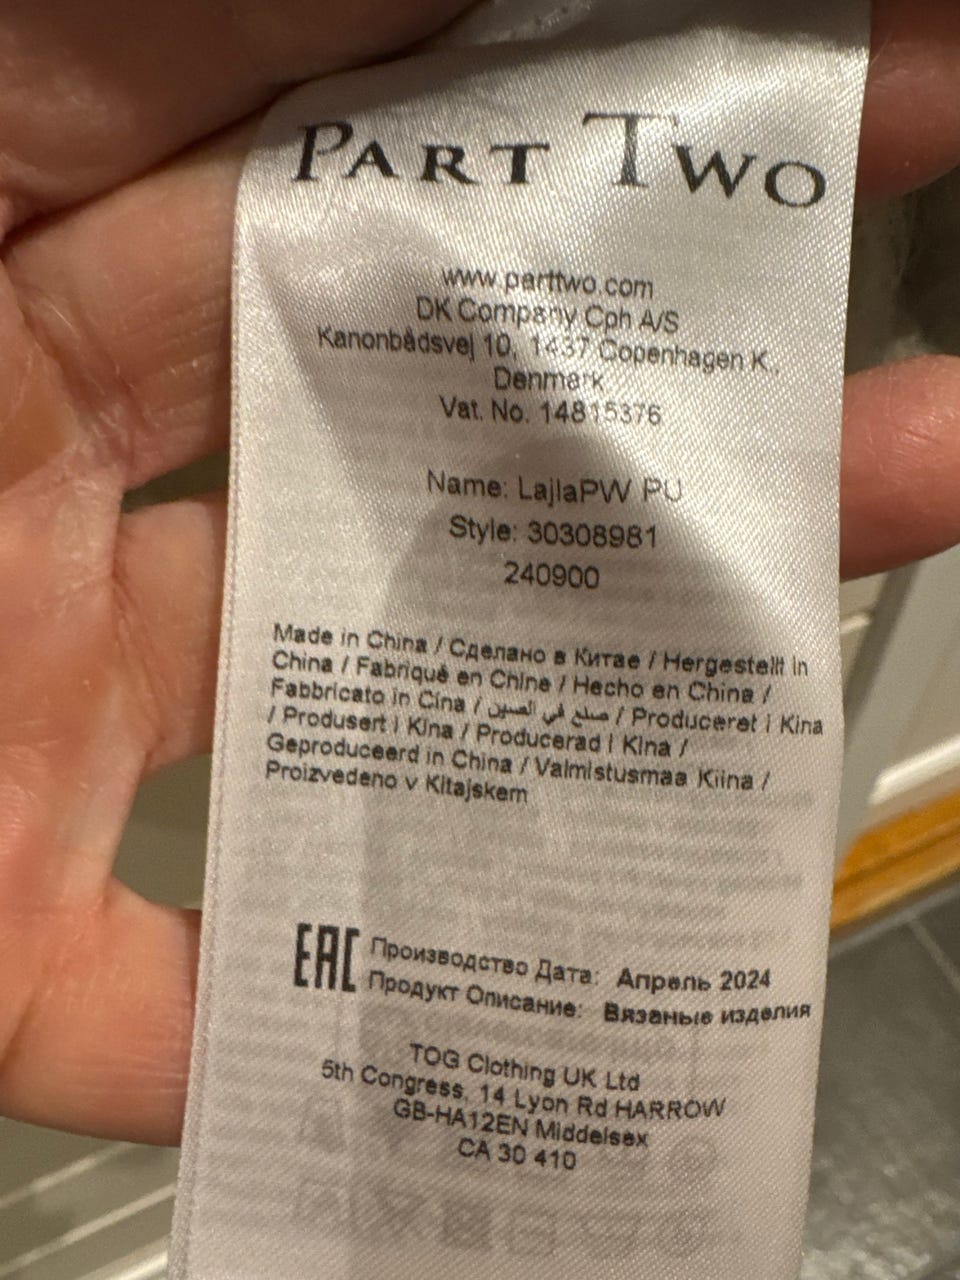 PART TWO
www.parttwo.com
DK Company Cph A/S
Kanonbådsvej 10, 1437 Copenhagen K.,
Denmark
Vat. No. 14815376
Name: LajlaPW PU
Style: 30308981
240900
Made in China / Сделано в Китае / Hergestellt in
China / Fabriqué en Chine / Hecho en China /
Fabbricato in Cina / صنع في الصين / Produceret i Kina
/ Produsert i Kina / Producerad i Kina /
Geproduceerd in China / Valmistusmaa Kiina /
Proizvedeno v Kitajskem
EAC
Производство Дата: Апрель 2024
Продукт Описание: Вязаные изделия
TOG Clothing UK Ltd
5th Congress, 14 Lyon Rd HARROW
GB-HA12EN Middelsex
CA 30 410